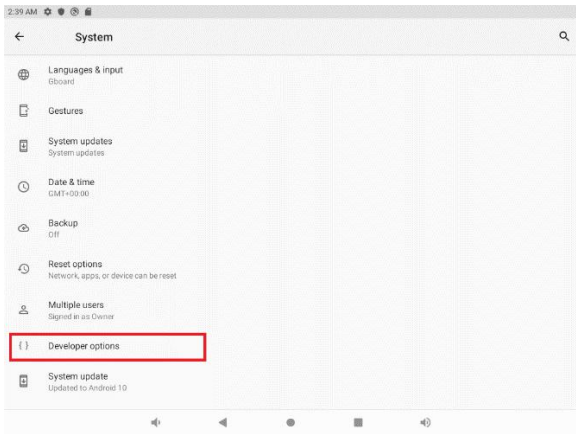 2:39 AM
System
Languages & input
Gboard
Gestures
System updates
System updates
Date & time
GMT+00:00
Backup
Off
Reset options
Network, apps, or device can be reset
Multiple users
Signed in as Owner
{ } Developer options
System update
Updated to Android 10